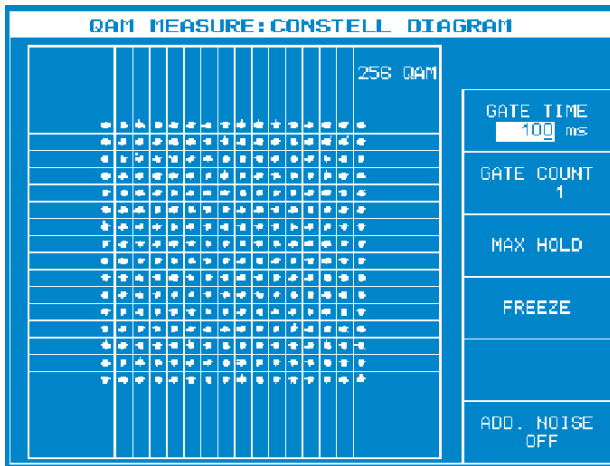 QAM MEASURE:CONSTELL DIAGRAM
256 QAM
GATE TIME
100 ms
GATE COUNT
1
MAX HOLD
FREEZE
ADD. NOISE
OFF